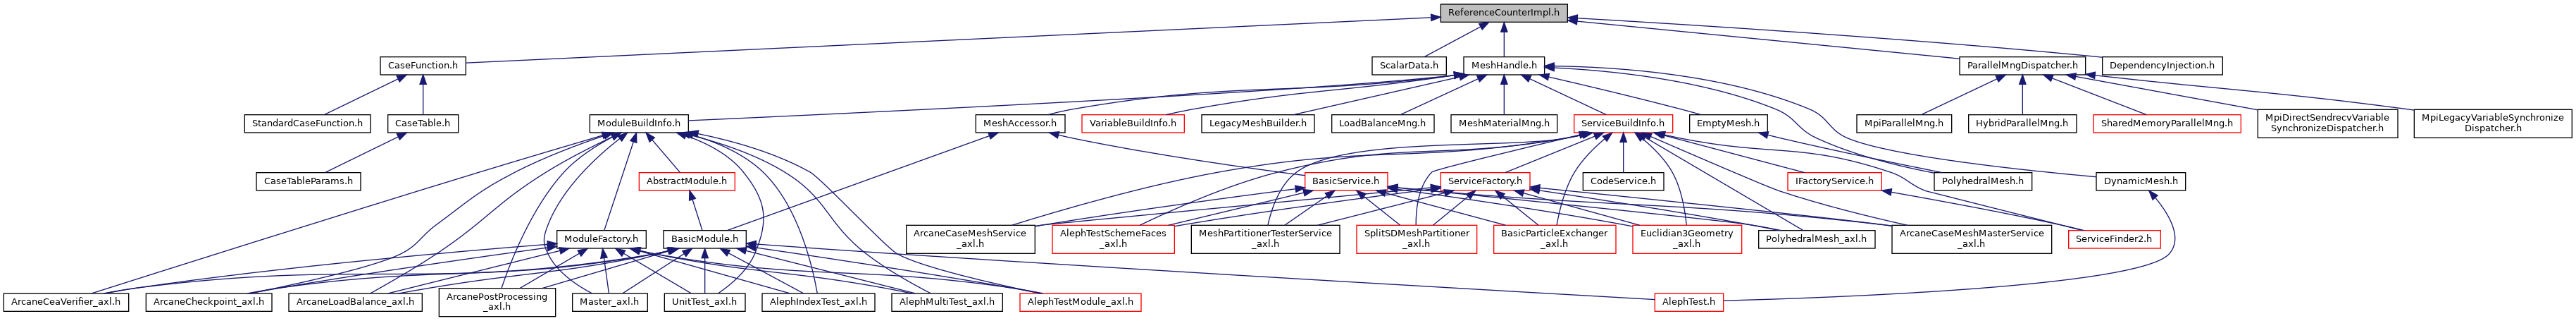 ReferenceCounterImpl.h
CaseFunction.h
ScalarData.h
MeshHandle.h
ParallelMngDispatcher.h
DependencyInjection.h
StandardCaseFunction.h
CaseTable.h
ModuleBuildInfo.h
MeshAccessor.h
VariableBuildInfo.h
LegacyMeshBuilder.h
LoadBalanceMng.h
MeshMaterialMng.h
ServiceBuildInfo.h
EmptyMesh.h
MpiParallelMng.h
HybridParallelMng.h
SharedMemoryParallelMng.h
MpiDirectSendrecvVariable
SynchronizeDispatcher.h
MpiLegacyVariableSynchronize
Dispatcher.h
CaseTableParams.h
AbstractModule.h
BasicService.h
ServiceFactory.h
CodeService.h
IFactoryService.h
PolyhedralMesh.h
DynamicMesh.h
ModuleFactory.h
BasicModule.h
ArcaneCaseMeshService
_axl.h
AlephTestSchemeFaces
_axl.h
MeshPartitionerTesterService
_axl.h
SplitSDMeshPartitioner
_axl.h
BasicParticleExchanger
_axl.h
Euclidian3Geometry
_axl.h
PolyhedralMesh_axl.h
ArcaneCaseMeshMasterService
_axl.h
ServiceFinder2.h
ArcaneCeaVerifier_axl.h
ArcaneCheckpoint_axl.h
ArcaneLoadBalance_axl.h
ArcanePostProcessing
_axl.h
Master_axl.h
UnitTest_axl.h
AlephIndexTest_axl.h
AlephMultiTest_axl.h
AlephTestModule_axl.h
AlephTest.h